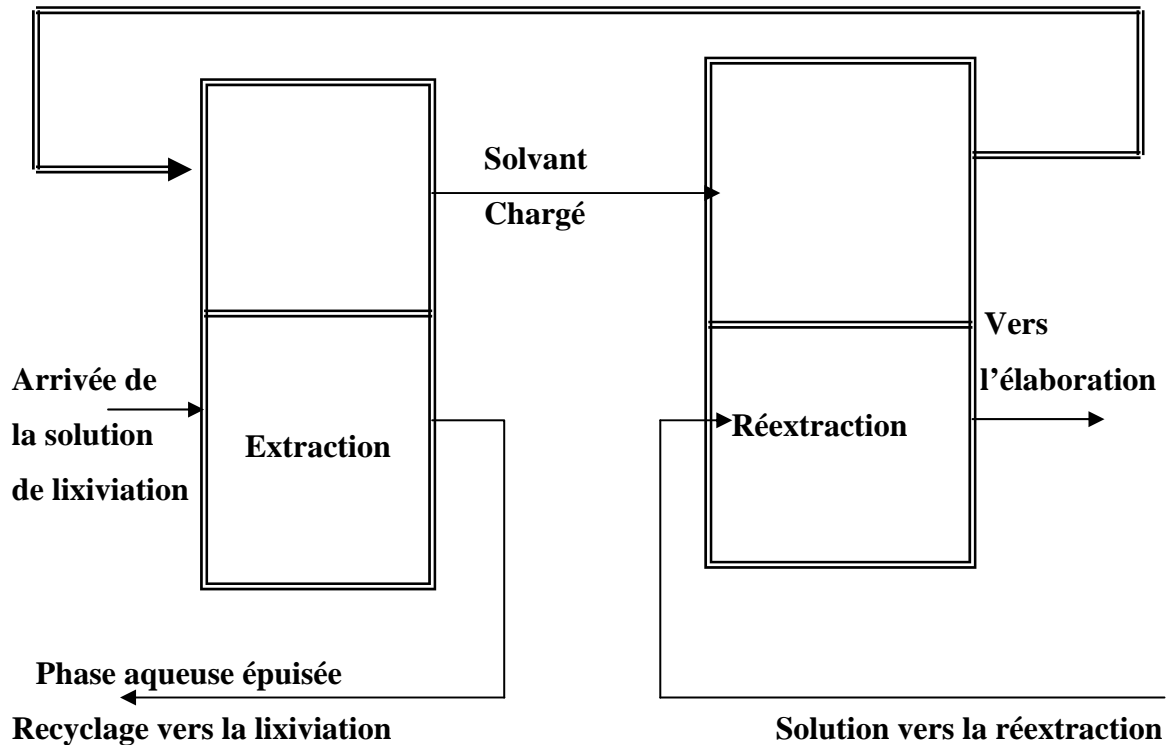 Solvant
Chargé
Arrivée de
la solution
de lixiviation
Extraction
Réextraction
Vers
l’élaboration
Phase aqueuse épuisée
Recyclage vers la lixiviation
Solution vers la réextraction